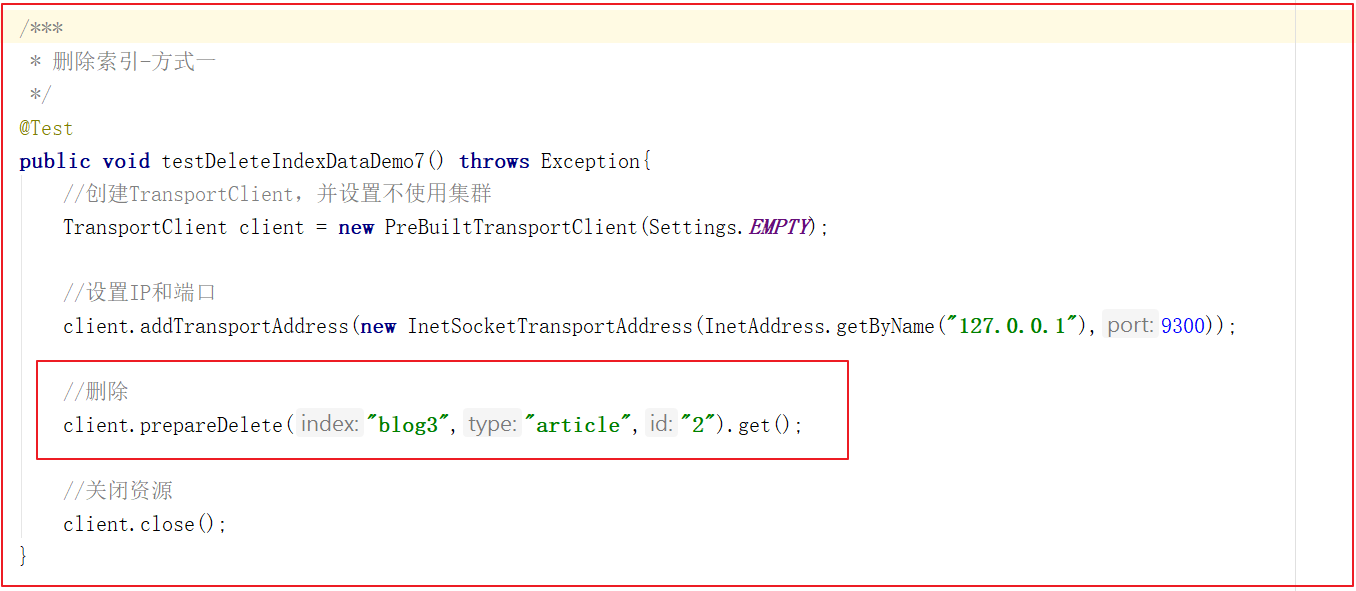 /***
 * 删除索引-方式一
 */
@Test
public void testDeleteIndexDataDemo7() throws Exception{
    //创建TransportClient，并设置不使用集群
    TransportClient client = new PreBuiltTransportClient(Settings.EMPTY);
    //设置IP和端口
    client.addTransportAddress(new InetSocketTransportAddress(InetAddress.getByName("127.0.0.1"), port: 9300));
    //删除
    client.prepareDelete( index: "blog3", type: "article", id: "2").get();
    //关闭资源
    client.close();
}